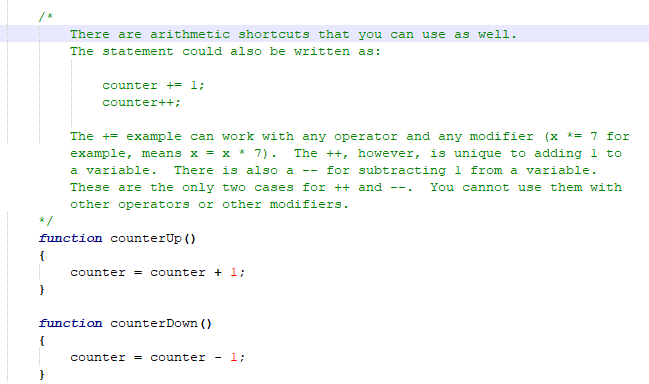 /*
There are arithmetic shortcuts that you can use as well.
The statement could also be written as:
counter += 1;
counter++;
The += example can work with any operator and any modifier (x *= 7 for
example, means x = x * 7).  The ++, however, is unique to adding 1 to
a variable.  There is also a -- for subtracting 1 from a variable.
These are the only two cases for ++ and --.  You cannot use them with
other operators or other modifiers.
*/
function counterUp()
{
counter = counter + 1;
}
function counterDown()
{
counter = counter - 1;
}